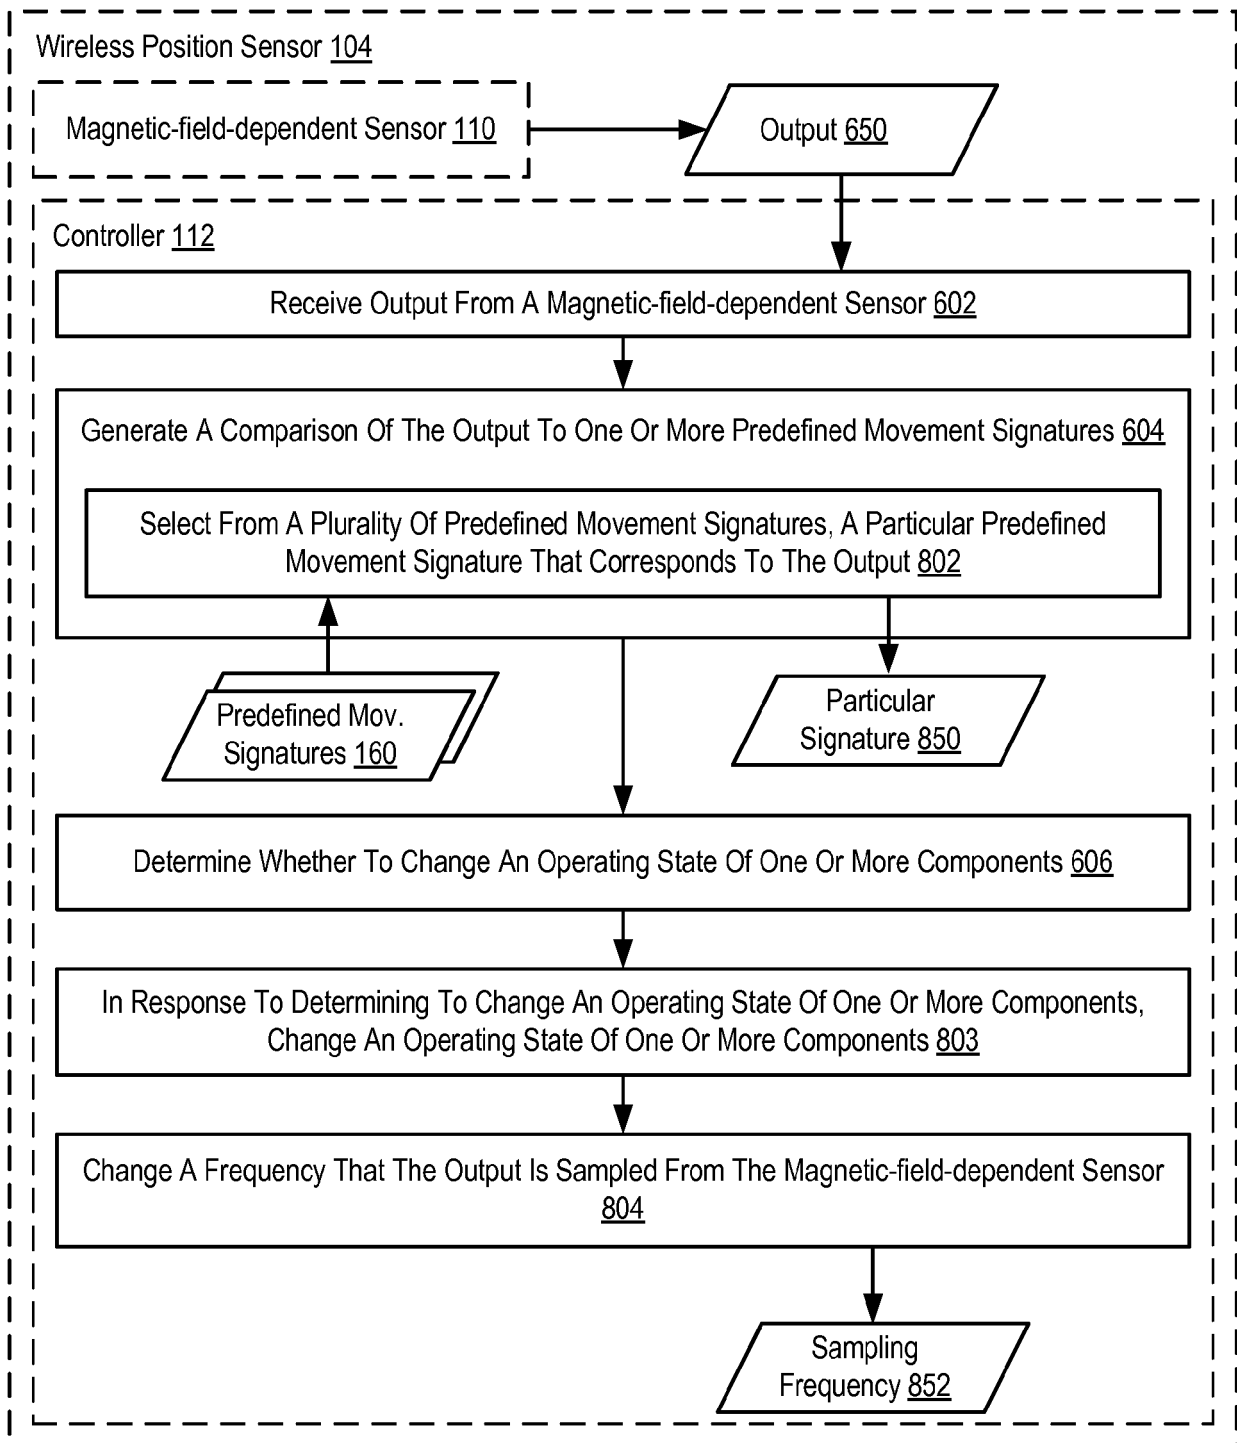 Wireless Position Sensor 104
Magnetic-field-dependent Sensor 110
Output 650
Controller 112
Receive Output From A Magnetic-field-dependent Sensor 602
Generate A Comparison Of The Output To One Or More Predefined Movement Signatures 604
Select From A Plurality Of Predefined Movement Signatures, A Particular Predefined
Movement Signature That Corresponds To The Output 802
Predefined Mov.
Signatures 160
Particular
Signature 850
Determine Whether To Change An Operating State Of One Or More Components 606
In Response To Determining To Change An Operating State Of One Or More Components,
Change An Operating State Of One Or More Components 803
Change A Frequency That The Output Is Sampled From The Magnetic-field-dependent Sensor
804
Sampling
Frequency 852